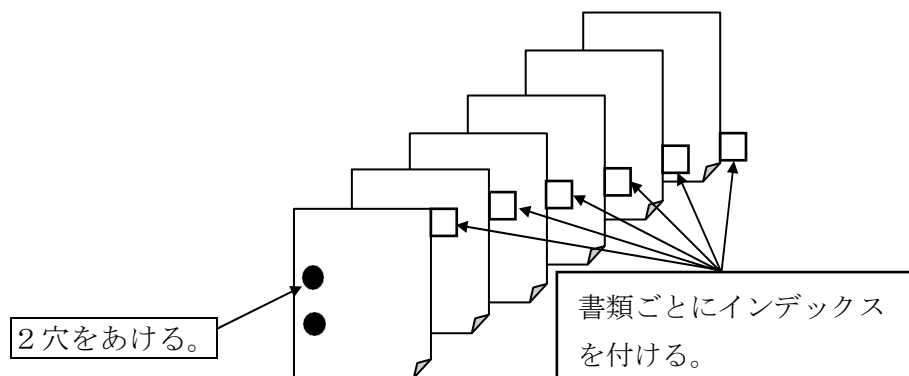 ２穴をあける。
書類ごとにインデックス
を付ける。